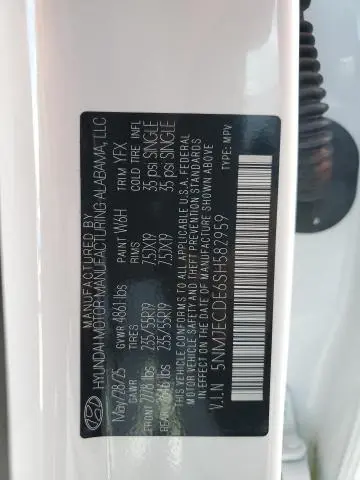 MANUFACTURED BY
HYUNDAI MOTOR MANUFACTURING ALABAMA, LLC
May/28/25 GVWR 4861 lbs PAINT W6H TRIM YFX
GAWR TIRES RIMS COLD TIRE INFL
FRONT 2778 lbs 235/55R19 7.5JX19 35 psi SINGLE
REAR lbs 235/55R19 7.5JX19 35 psi SINGLE
THIS VEHICLE CONFORMS TO ALL APPLICABLE U.S.A. FEDERAL
MOTOR VEHICLE SAFETY AND THEFT PREVENTION STANDARDS
IN EFFECT ON THE DATE OF MANUFACTURE SHOWN ABOVE
V.I.N 5NMJECDE6SH582959 TYPE: MPV